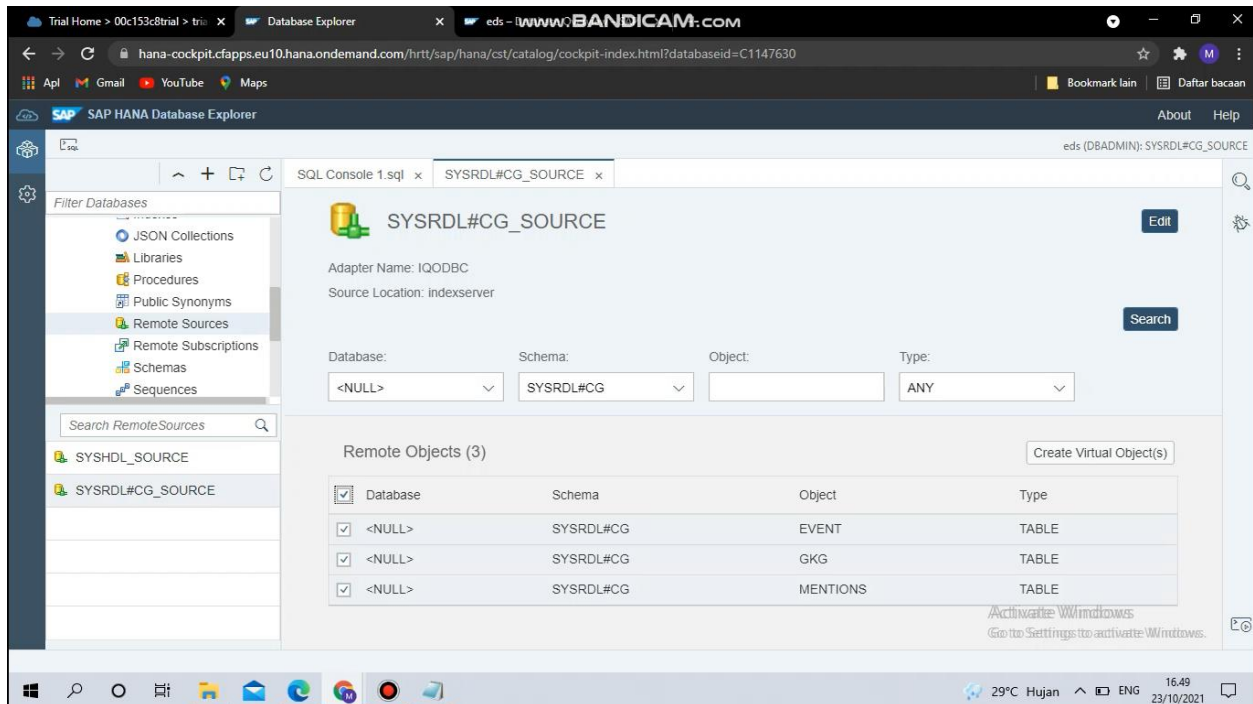 Trial Home > 00c153c8trial > tria
Database Explorer
eds -
www.BANDICAM.com
hana-cockpit.cfapps.eu10.hana.ondemand.com/hrtt/sap/hana/cst/catalog/cockpit-index.html?databaseid=C1147630
M
Apl Gmail YouTube Maps Bookmark lain Daftar bacaan
SAP SAP HANA Database Explorer About Help
SQL
eds (DBADMIN): SYSRDL#CG_SOURCE
SQL Console 1.sql SYSRDL#CG_SOURCE
Filter Databases
JSON Collections
Libraries
Procedures
Public Synonyms
Remote Sources
Remote Subscriptions
Schemas
Sequences
Search RemoteSources
SYSHDL_SOURCE
SYSRDL#CG_SOURCE
SYSRDL#CG_SOURCE Edit
Adapter Name: IQODBC
Source Location: indexserver
Search
Database: Schema: Object: Type:
<NULL> SYSRDL#CG ANY
Remote Objects (3) Create Virtual Object(s)
Database Schema Object Type
<NULL> SYSRDL#CG EVENT TABLE
<NULL> SYSRDL#CG GKG TABLE
<NULL> SYSRDL#CG MENTIONS TABLE
Activate Windows
Go to Settings to activate Windows.
29°C Hujan ENG 16.49
23/10/2021